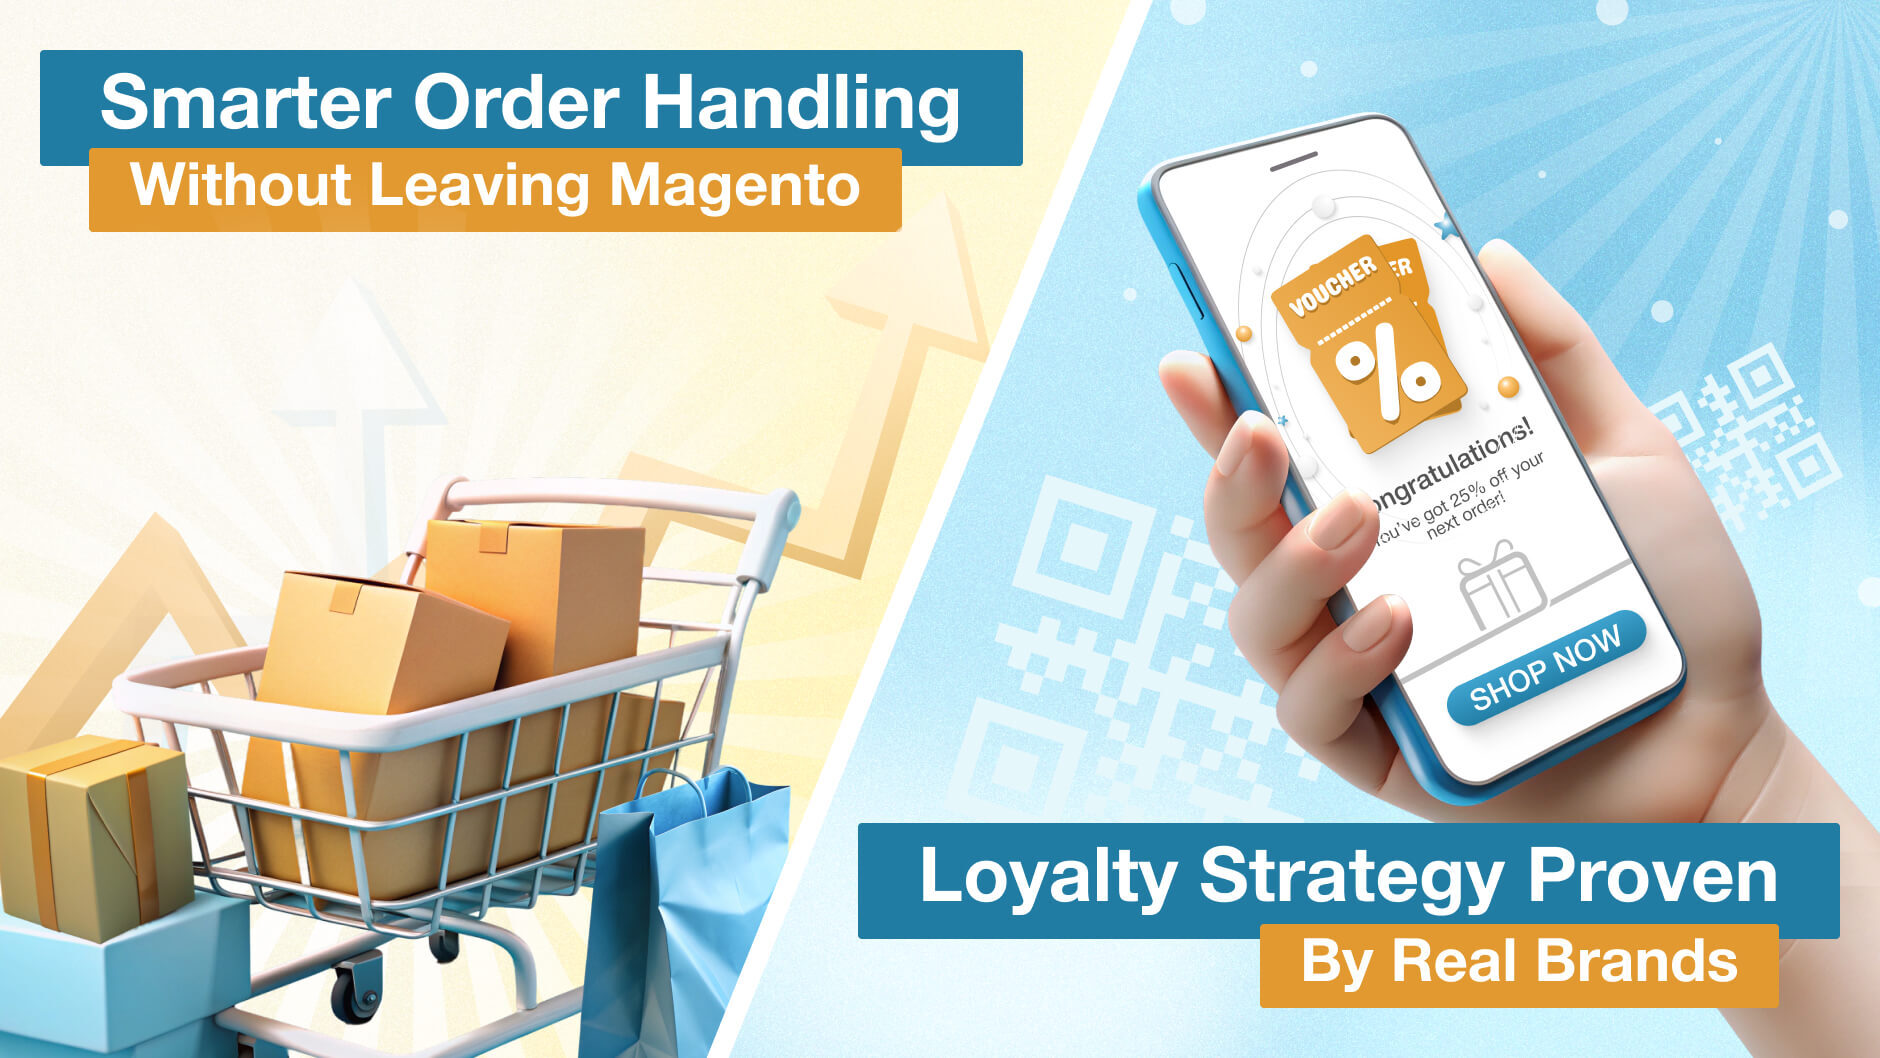 Smarter Order Handling
Without Leaving Magento
VOUCHER
%
ongratulations!
ou've got 25% off your
next order!
SHOP NOW
Loyalty Strategy Proven
By Real Brands